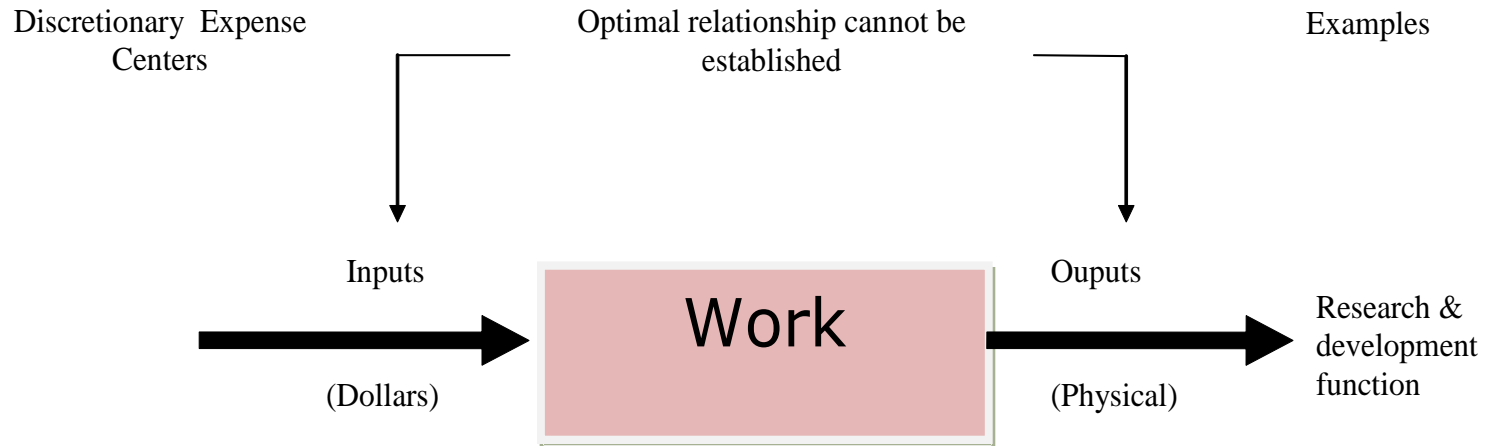 Discretionary Expense
Centers
Optimal relationship cannot be
established
Examples
Inputs
Ouputs
Work
Research &
development
function
(Dollars)
(Physical)